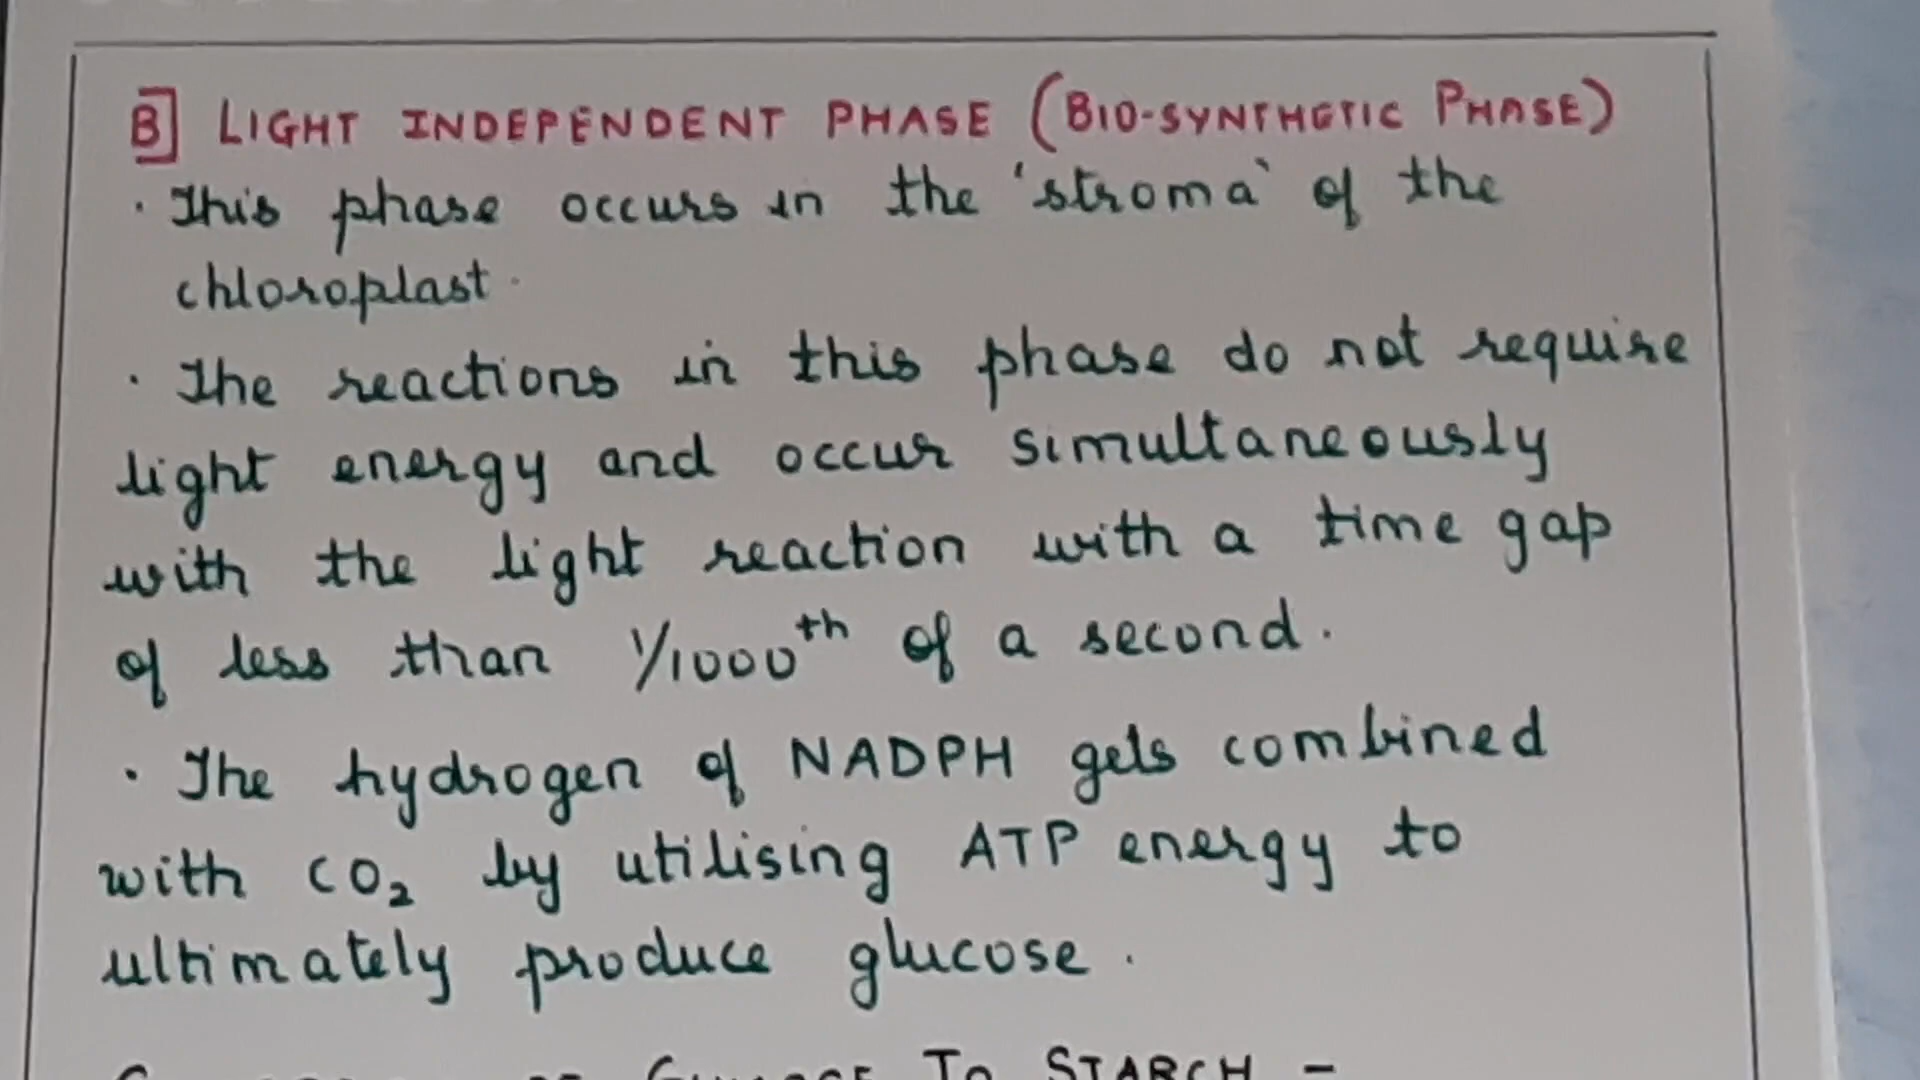 B] LIGHT INDEPENDENT PHASE (BIO-SYNTHETIC PHASE)
· This phase occurs in the 'stroma' of the
chloroplast.
· The reactions in this phase do not require
light energy and occur simultaneously
with the light reaction with a time gap
of less than 1/1000th of a second.
· The hydrogen of NADPH gets combined
with CO₂ by utilising ATP energy to
ultimately produce glucose.
TO STARCH -